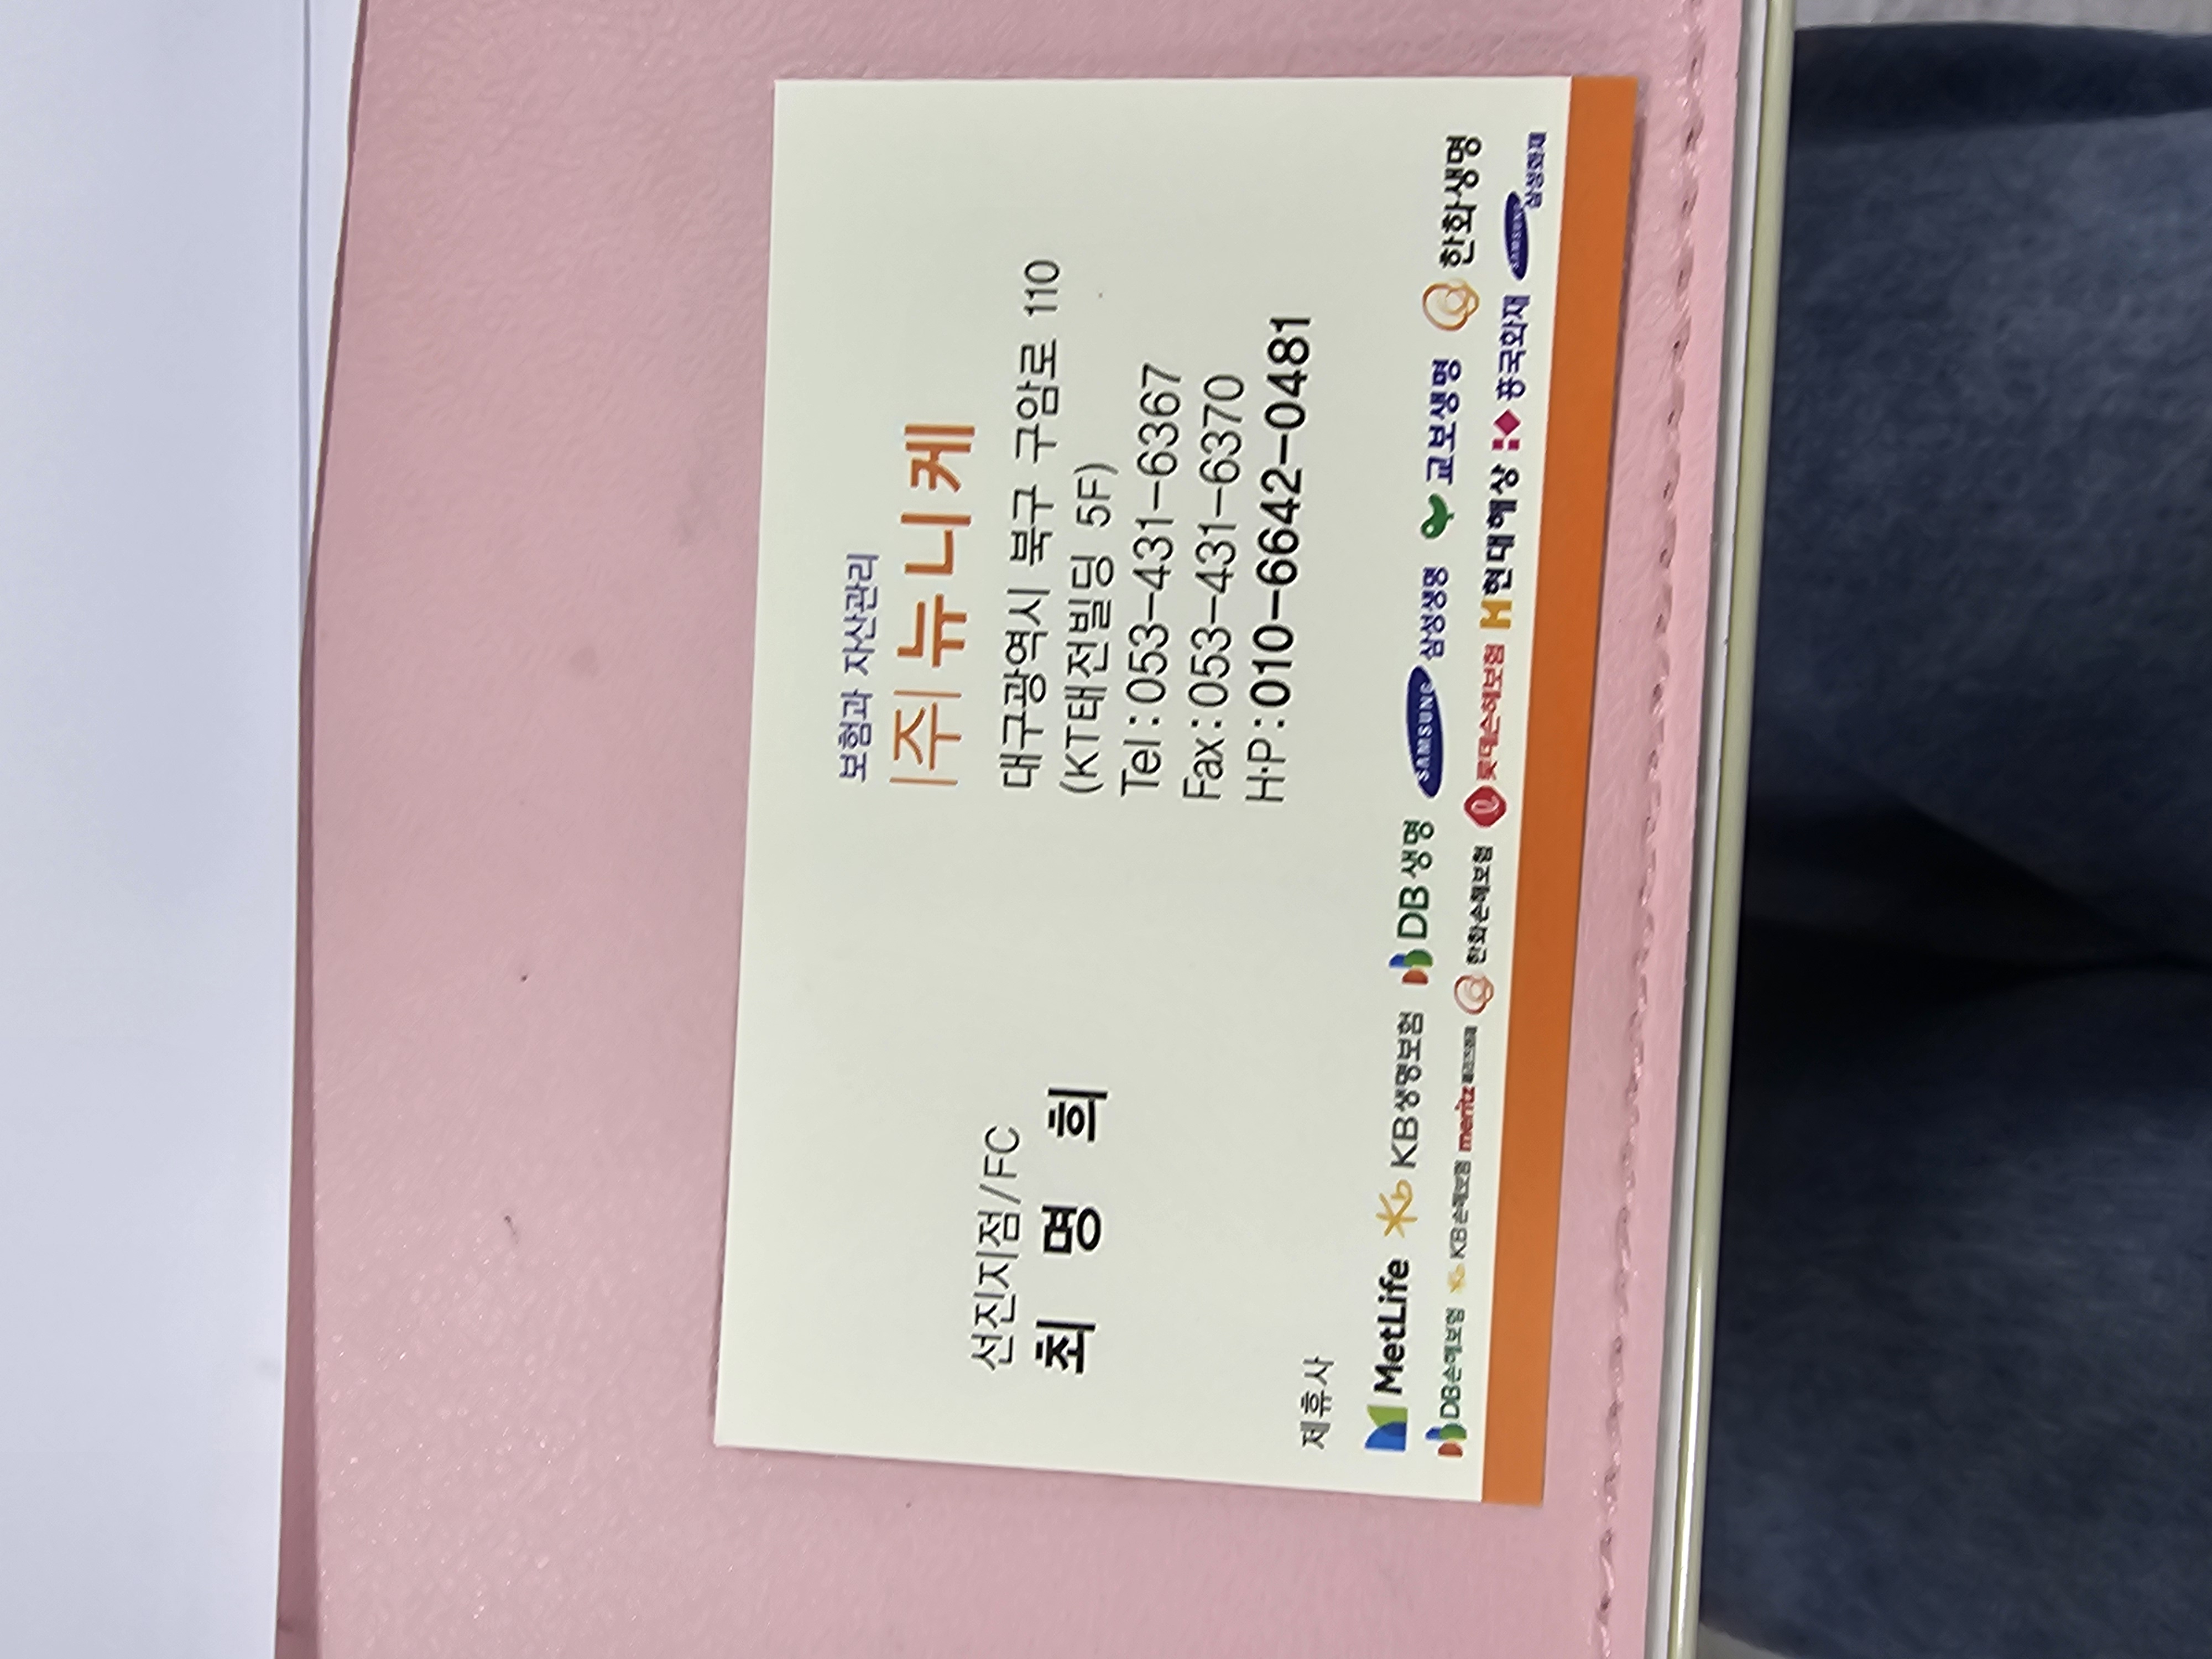 보험과 자산관리
|주| 뉴니케
대구광역시 북구 구암로 110
(KT태전빌딩 5F)
Tel : 053-431-6367
Fax : 053-431-6370
H·P : 010-6642-0481
선진지점/FC
최 명 희
제휴사
MetLife KB생명보험 DB생명 SAMSUNG 삼성생명 교보생명 한화생명
DB손해보험 KB손해보험 meritz 메리츠화재 한화손해보험 롯데손해보험 현대해상 흥국화재 SAMSUNG 삼성화재